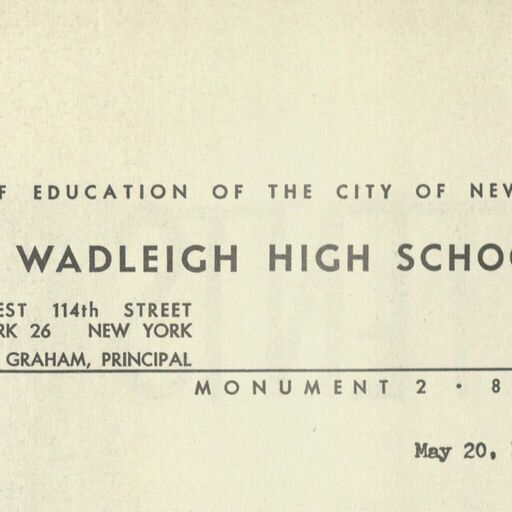 F EDUCATION OF THE CITY OF NEW
WADLEIGH HIGH SCHOO
EST 114th STREET
RK 26 NEW YORK
GRAHAM, PRINCIPAL
MONUMENT 2 · 8
May 20,